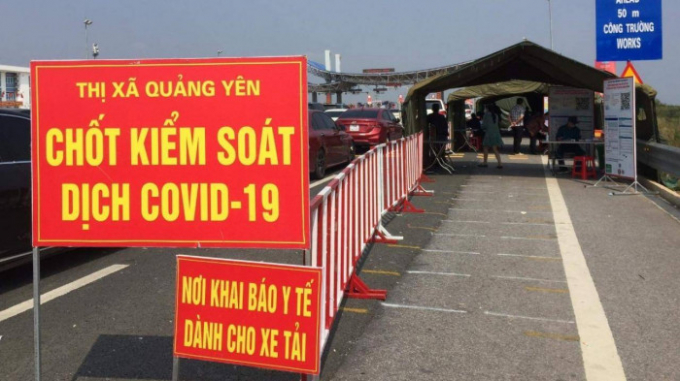 THỊ XÃ QUẢNG YÊN
CHỐT KIỂM SOÁT
DỊCH COVID-19
NƠI KHAI BÁO Y TẾ
DÀNH CHO XE TẢI
AHEAD
50 m
CÔNG TRƯỜNG
WORKS